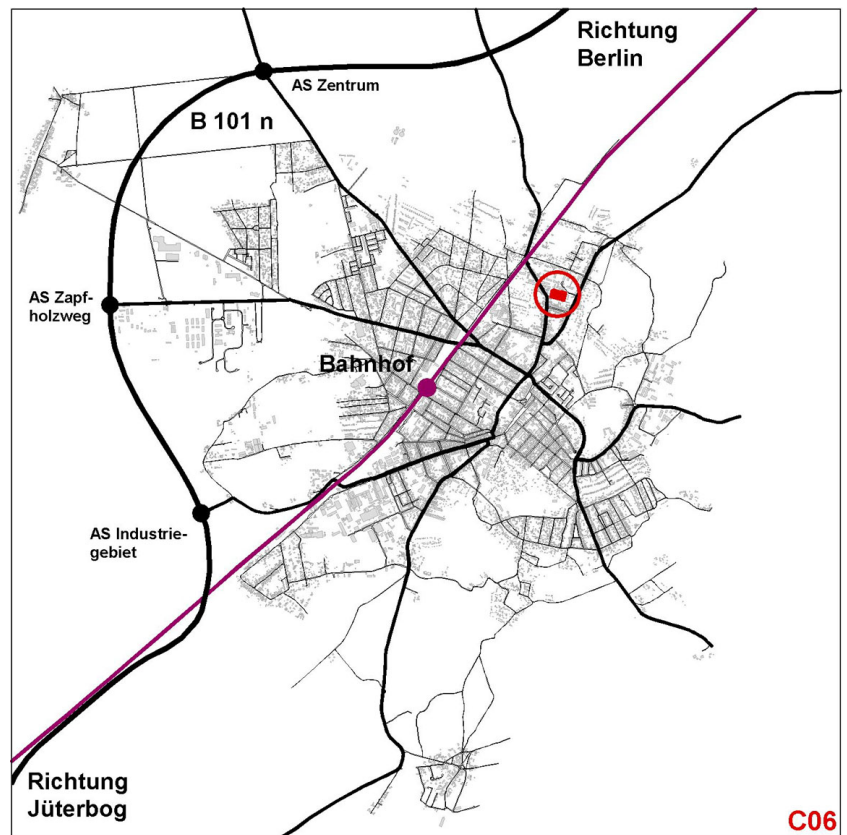 Richtung
Berlin
AS Zentrum
B 101 n
AS Zapf-
holzweg
Bahnhof
AS Industrie-
gebiet
Richtung
Jüterbog
C06